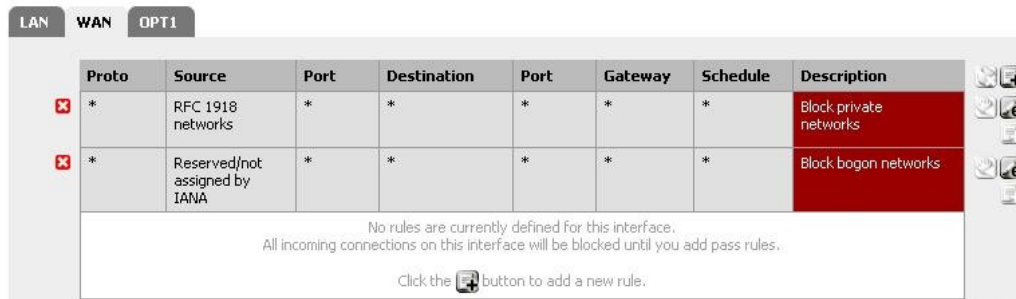 LAN WAN OPT1
Proto Source Port Destination Port Gateway Schedule Description
* RFC 1918 networks * * * * * Block private networks
* Reserved/not assigned by IANA * * * * * Block bogon networks
No rules are currently defined for this interface.
All incoming connections on this interface will be blocked until you add pass rules.
Click the button to add a new rule.